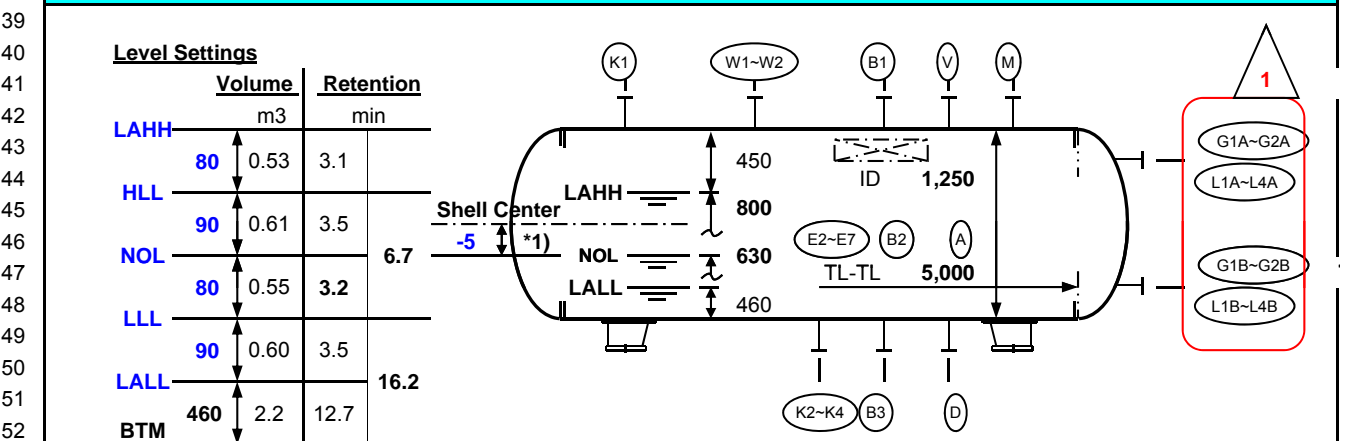 39
40 Level Settings K1 W1~W2 B1 V M
41 Volume Retention 1
42 m3 min
LAHH
43 80 0.53 3.1 450 G1A~G2A
44 HLL LAHH ID 1,250 L1A~L4A
45 90 0.61 3.5 Shell Center 800
46 -5 *1) E2~E7 B2 A
NOL 6.7 NOL 630 G1B~G2B
47 80 0.55 3.2 LALL TL-TL 5,000
48 LLL 460 L1B~L4B
49 90 0.60 3.5
50 LALL 16.2
51 460 2.2 12.7 K2~K4 B3 D
52 BTM